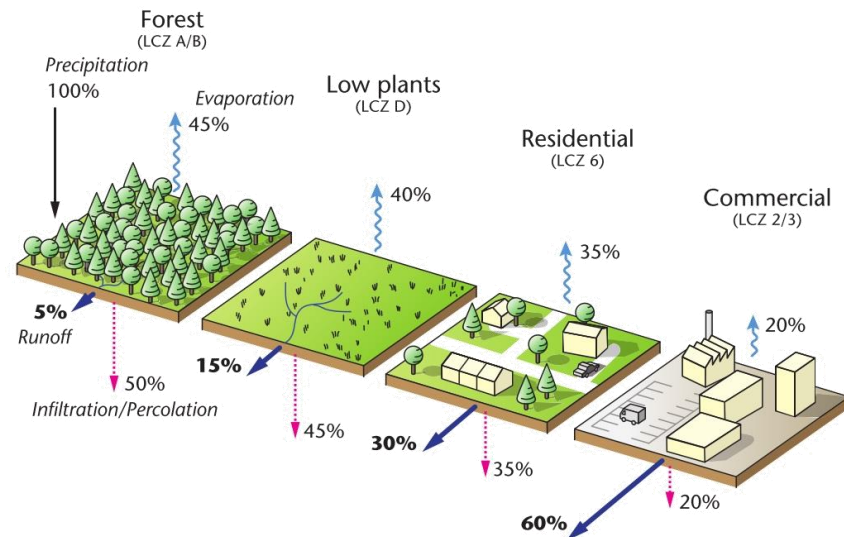 Forest
(LCZ A/B)
Precipitation
100%
Evaporation
45%
5%
Runoff
50%
Infiltration/Percolation
Low plants
(LCZ D)
40%
15%
45%
Residential
(LCZ 6)
35%
30%
35%
Commercial
(LCZ 2/3)
20%
60%
20%